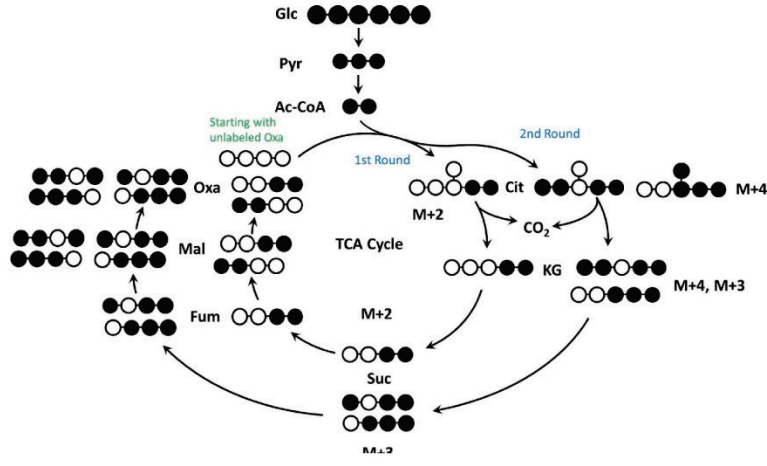 Glc
Pyr
Ac-CoA
Starting with
unlabeled Oxa
2nd Round
1st Round
Oxa
Cit
M+4
M+2
CO₂
Mal
TCA Cycle
KG
M+4, M+3
Fum
M+2
Suc
M+3